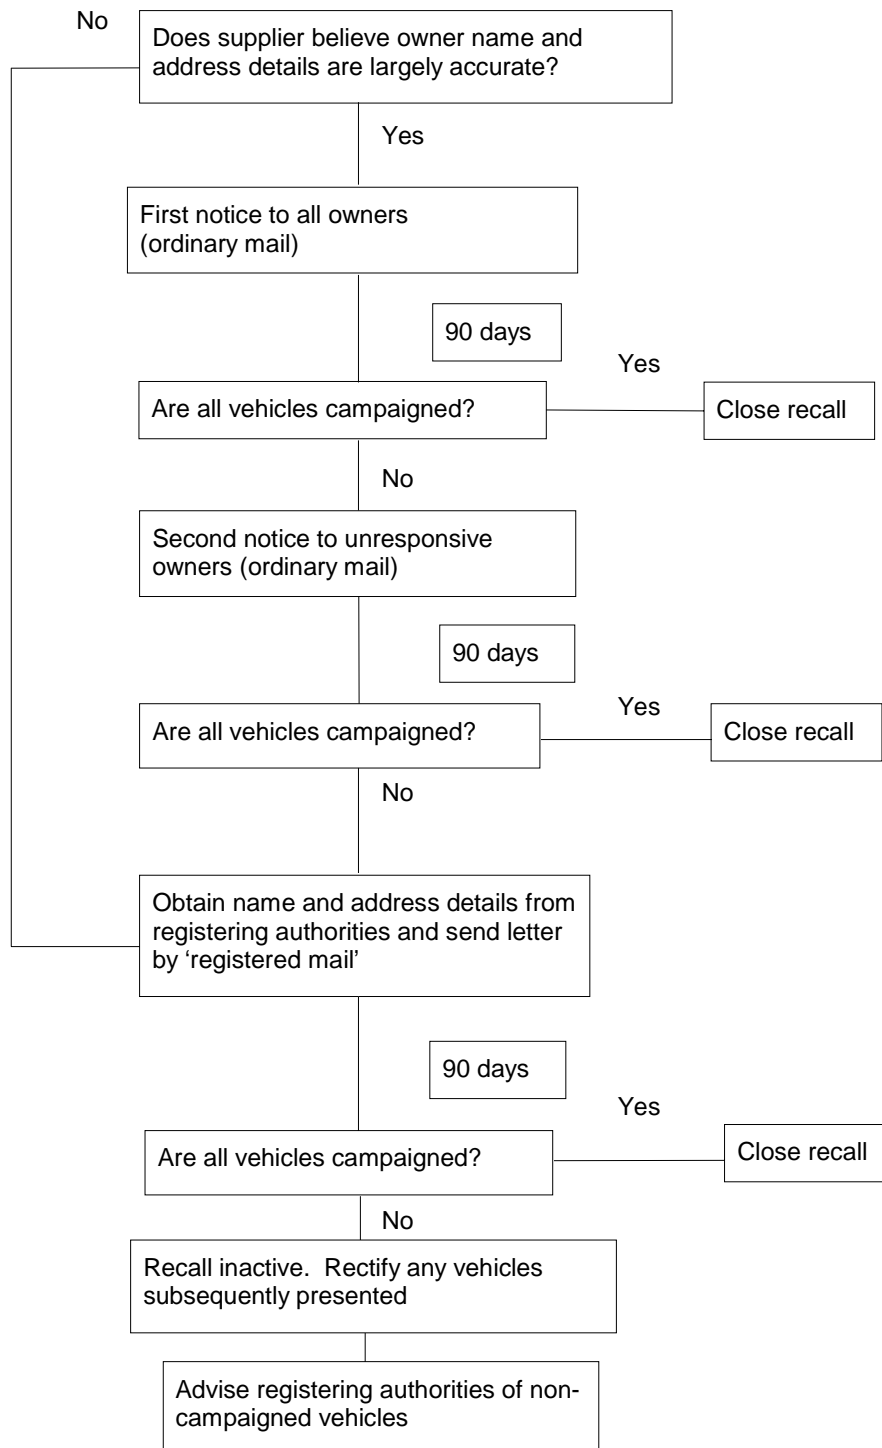 No
Does supplier believe owner name and
address details are largely accurate?
Yes
First notice to all owners
(ordinary mail)
90 days
Yes
Are all vehicles campaigned?
Close recall
No
Second notice to unresponsive
owners (ordinary mail)
90 days
Yes
Are all vehicles campaigned?
Close recall
No
Obtain name and address details from
registering authorities and send letter
by ‘registered mail’
90 days
Yes
Are all vehicles campaigned?
Close recall
No
Recall inactive.  Rectify any vehicles
subsequently presented
Advise registering authorities of non-
campaigned vehicles